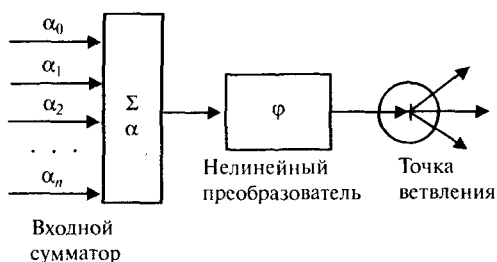 α₀
α₁
α₂
. . .
αₙ
Σ
α
φ
Нелинейный
преобразователь
Точка
ветвления
Входной
сумматор